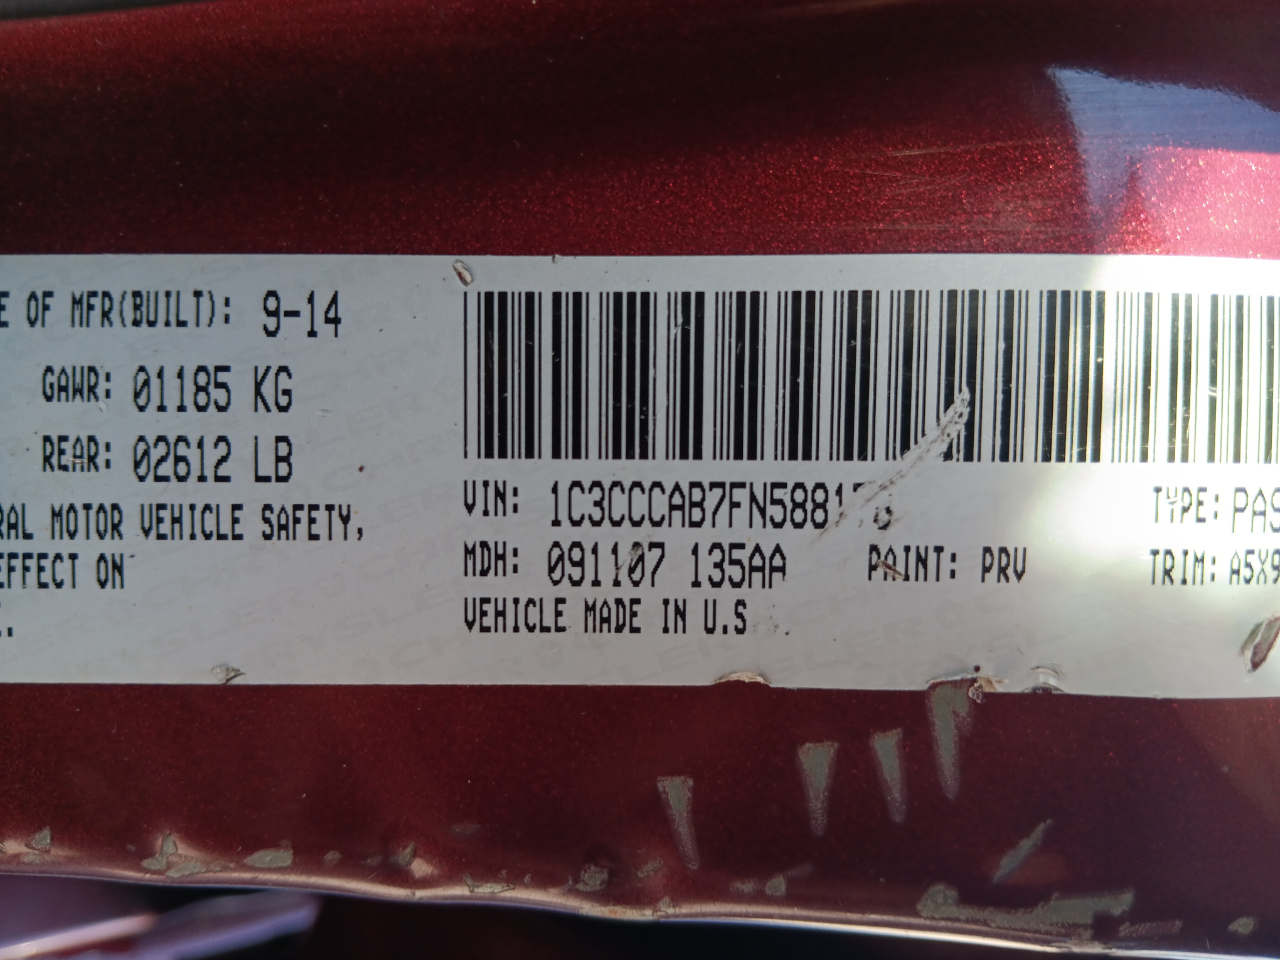 E OF MFR(BUILT): 9-14
GAWR: 01185 KG
REAR: 02612 LB
RAL MOTOR VEHICLE SAFETY,
EFFECT ON
VIN:
MDH: 091107 135AA PAINT: PRV
VEHICLE MADE IN U.S
TYPE: PAS
TRIM: A5X9